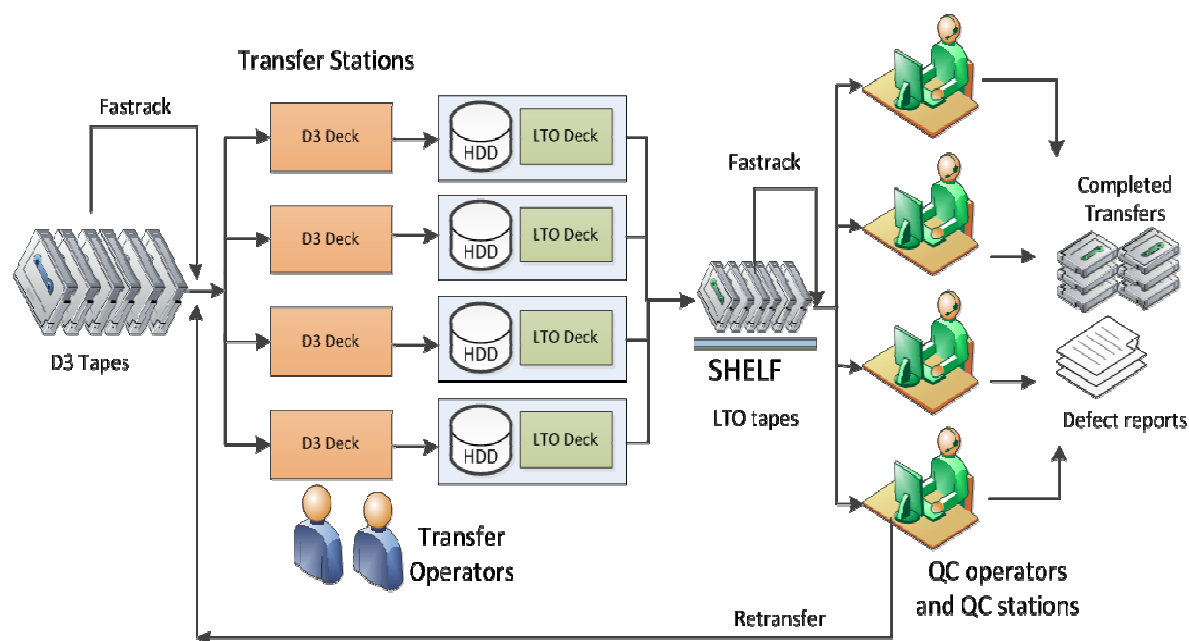 Transfer Stations
Fastrack
D3 Deck
HDD
LTO Deck
D3 Deck
HDD
LTO Deck
D3 Deck
HDD
LTO Deck
D3 Deck
HDD
LTO Deck
D3 Tapes
Transfer
Operators
Fastrack
SHELF
LTO tapes
Completed
Transfers
Defect reports
QC operators
and QC stations
Retransfer